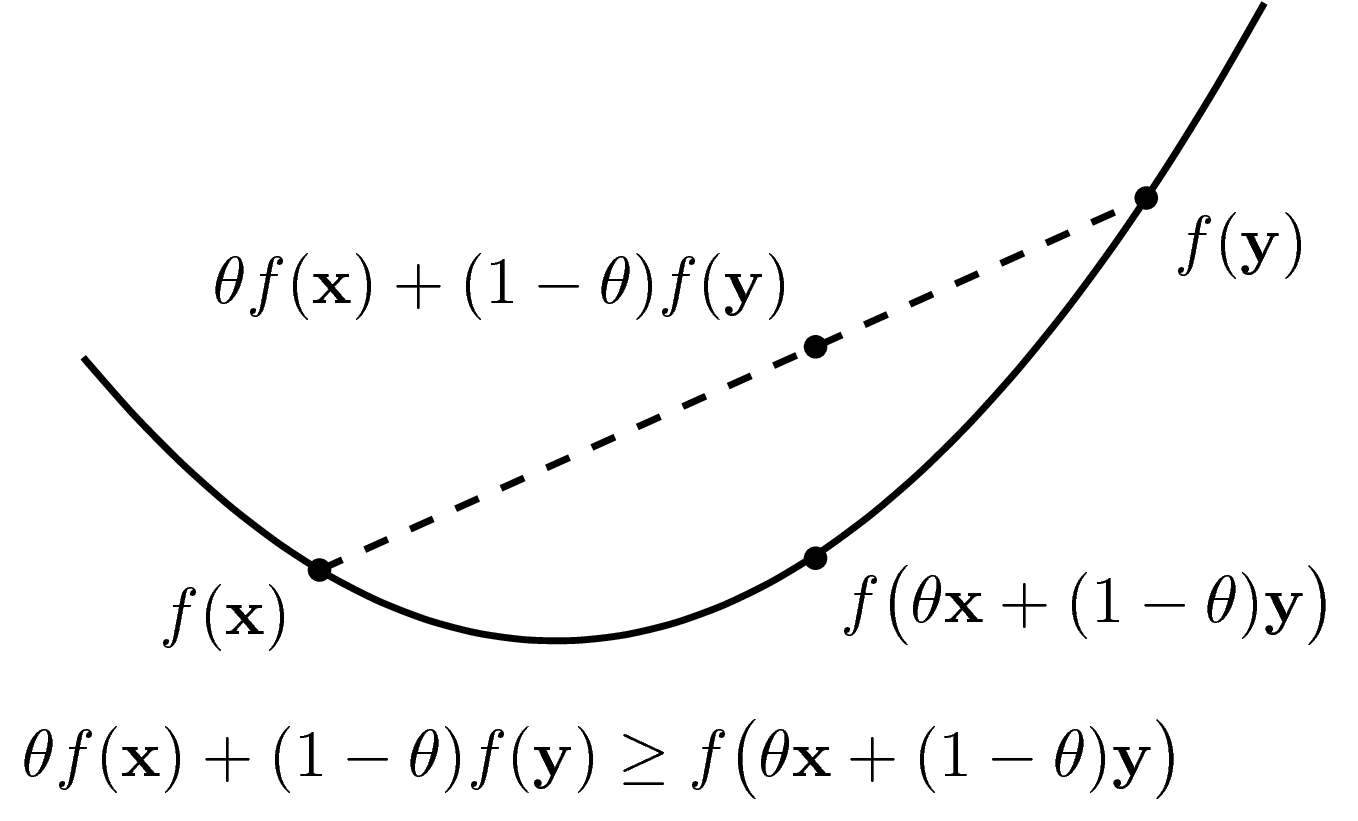 f(𝐲)
θf(𝐱) + (1 − θ)f(𝐲)
f(𝐱)
f(θ𝐱 + (1 − θ)𝐲)
θf(𝐱) + (1 − θ)f(𝐲) ≥ f(θ𝐱 + (1 − θ)𝐲)